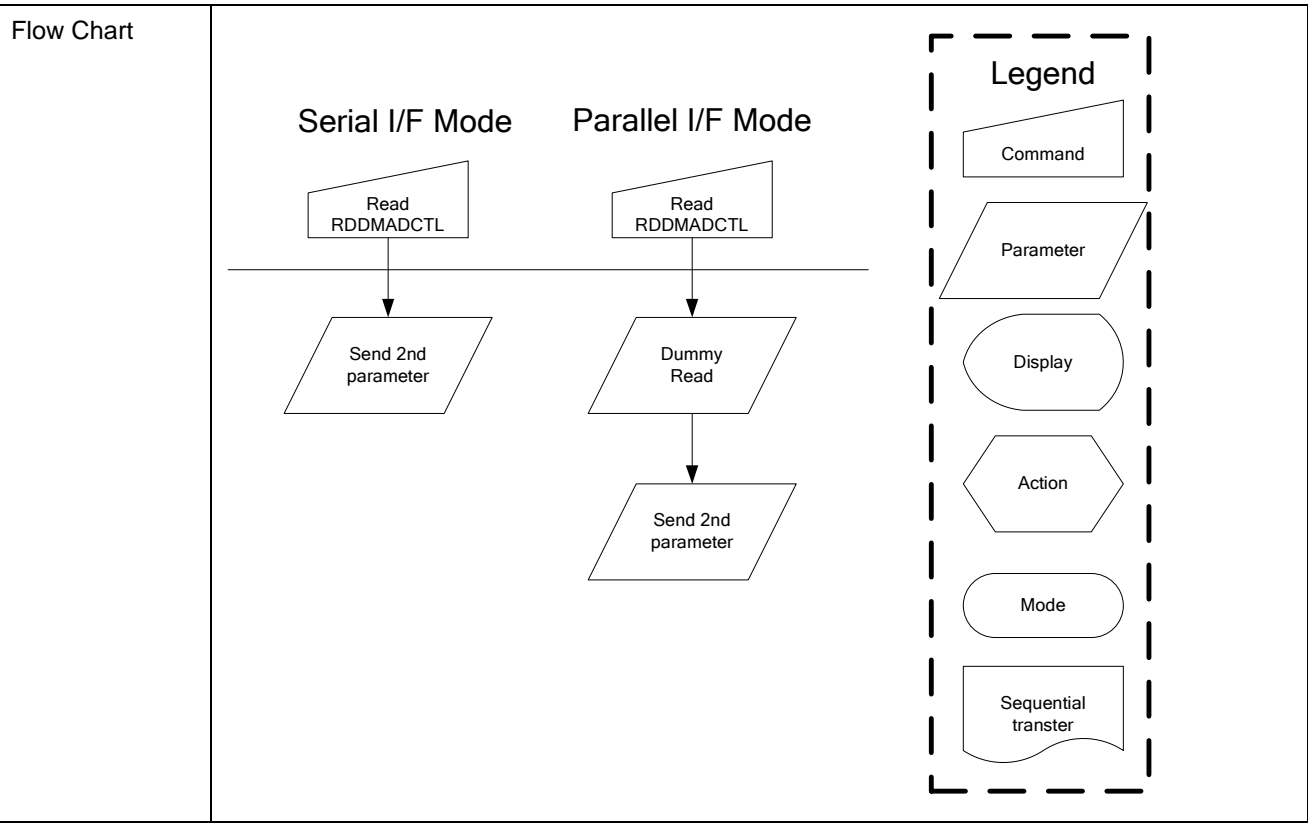 Flow Chart
Serial I/F Mode
Parallel I/F Mode
Read
RDDMADCTL
Read
RDDMADCTL
Send 2nd
parameter
Dummy
Read
Send 2nd
parameter
Legend
Command
Parameter
Display
Action
Mode
Sequential
transter